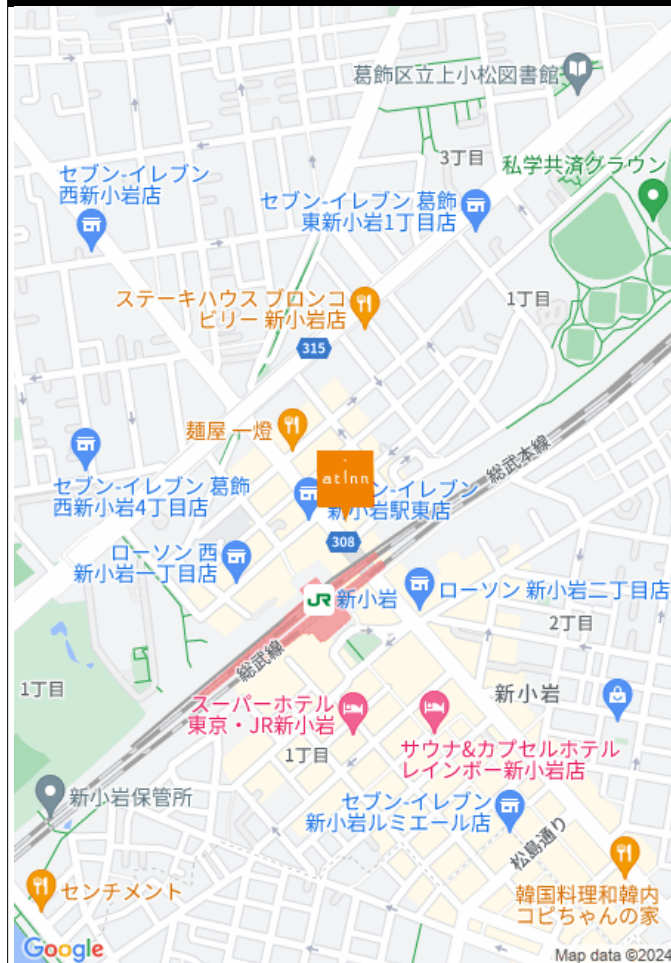 葛飾区立上小松図書館
3丁目
私学共済グラウン
セブン-イレブン
西新小岩店
セブン-イレブン 葛飾
東新小岩1丁目店
1丁目
ステーキハウス ブロンコ
ビリー 新小岩店
315
麺屋 一燈
atinn
総武本線
セブン-イレブン 葛飾
西新小岩4丁目店
ン-イレブン
新小岩駅東店
308
ローソン 西
新小岩一丁目店
JR 新小岩
ローソン 新小岩二丁目店
2丁目
総武線
1丁目
新小岩
スーパーホテル
東京・JR新小岩
1丁目
サウナ&カプセルホテル
レインボー新小岩店
新小岩保管所
セブン-イレブン
新小岩ルミエール店
松島通り
センチメント
韓国料理和韓内
コピちゃんの家
Google
Map data ©2024